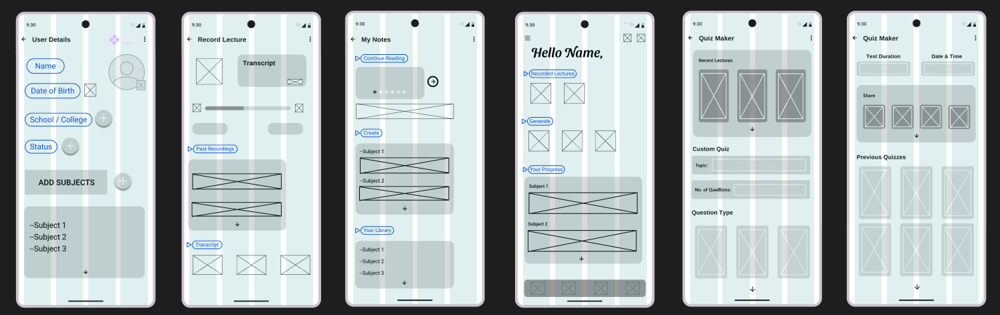 9:30
User Details
Name
Date of Birth
School / College
Status
ADD SUBJECTS
--Subject 1
--Subject 2
--Subject 3
9:30
Record Lecture
Transcript
Past Recordings
Transcript
9:30
My Notes
Continue Reading
Create
--Subject 1
--Subject 2
Your Library
--Subject 1
--Subject 2
--Subject 3
9:30
Hello Name,
Recorded Lectures
Generate
Your Progress
Subject 1
Subject 2
9:30
Quiz Maker
Recent Lectures
Custom Quiz
Topic:
No. of Questions:
Question Type
9:30
Quiz Maker
Test Duration
Date & Time
Share
Previous Quizzes